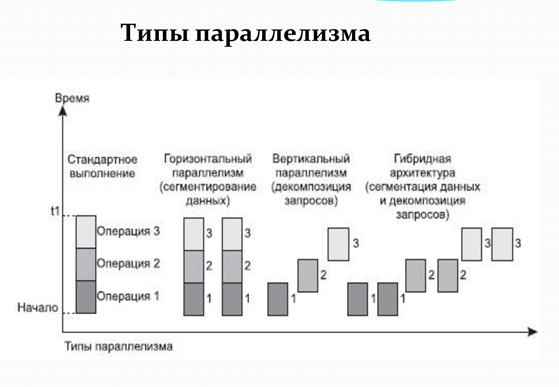 Типы параллелизма
Время
Стандартное
выполнение
Горизонтальный
параллелизм
(сегментирование
данных)
Вертикальный
параллелизм
(декомпозиция
запросов)
Гибридная
архитектура
(сегментация данных
и декомпозиция
запросов)
t1
Операция 3
3
3
3
3
3
Операция 2
2
2
2
2
2
Операция 1
1
1
1
1
1
Начало
Типы параллелизма